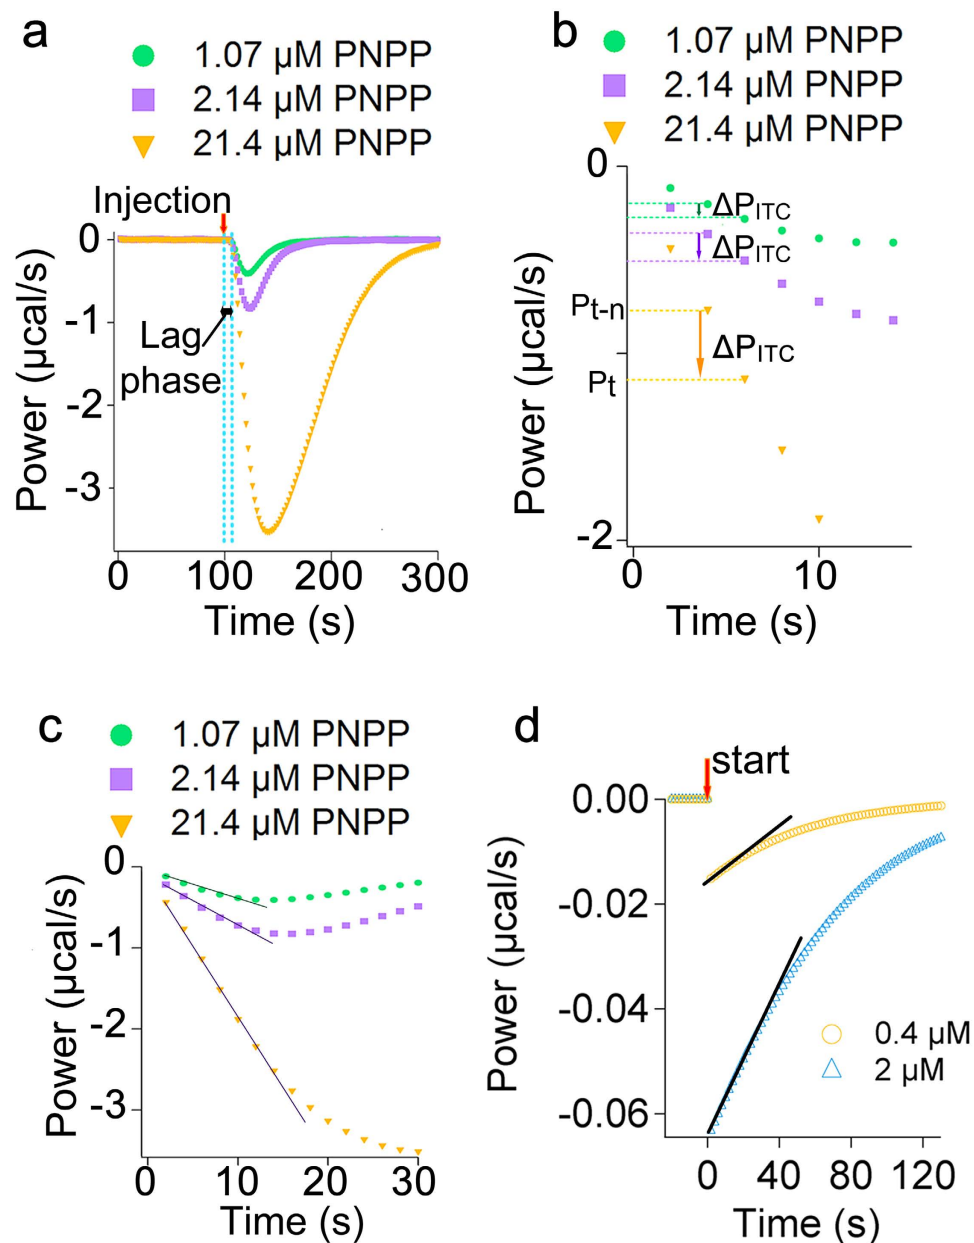 a
1.07 µM PNPP
2.14 µM PNPP
21.4 µM PNPP
Injection
0
-1
-2
-3
Lag
phase
Power (µcal/s)
0 100 200 300
Time (s)
b
1.07 µM PNPP
2.14 µM PNPP
21.4 µM PNPP
0
ΔPITC
ΔPITC
Pt-n
ΔPITC
Pt
-2
Power (µcal/s)
0 10
Time (s)
c
1.07 µM PNPP
2.14 µM PNPP
21.4 µM PNPP
0
-1
-2
-3
Power (µcal/s)
0 10 20 30
Time (s)
d
start
0.00
-0.02
-0.04
-0.06
Power (µcal/s)
0.4 µM
2 µM
0 40 80 120
Time (s)